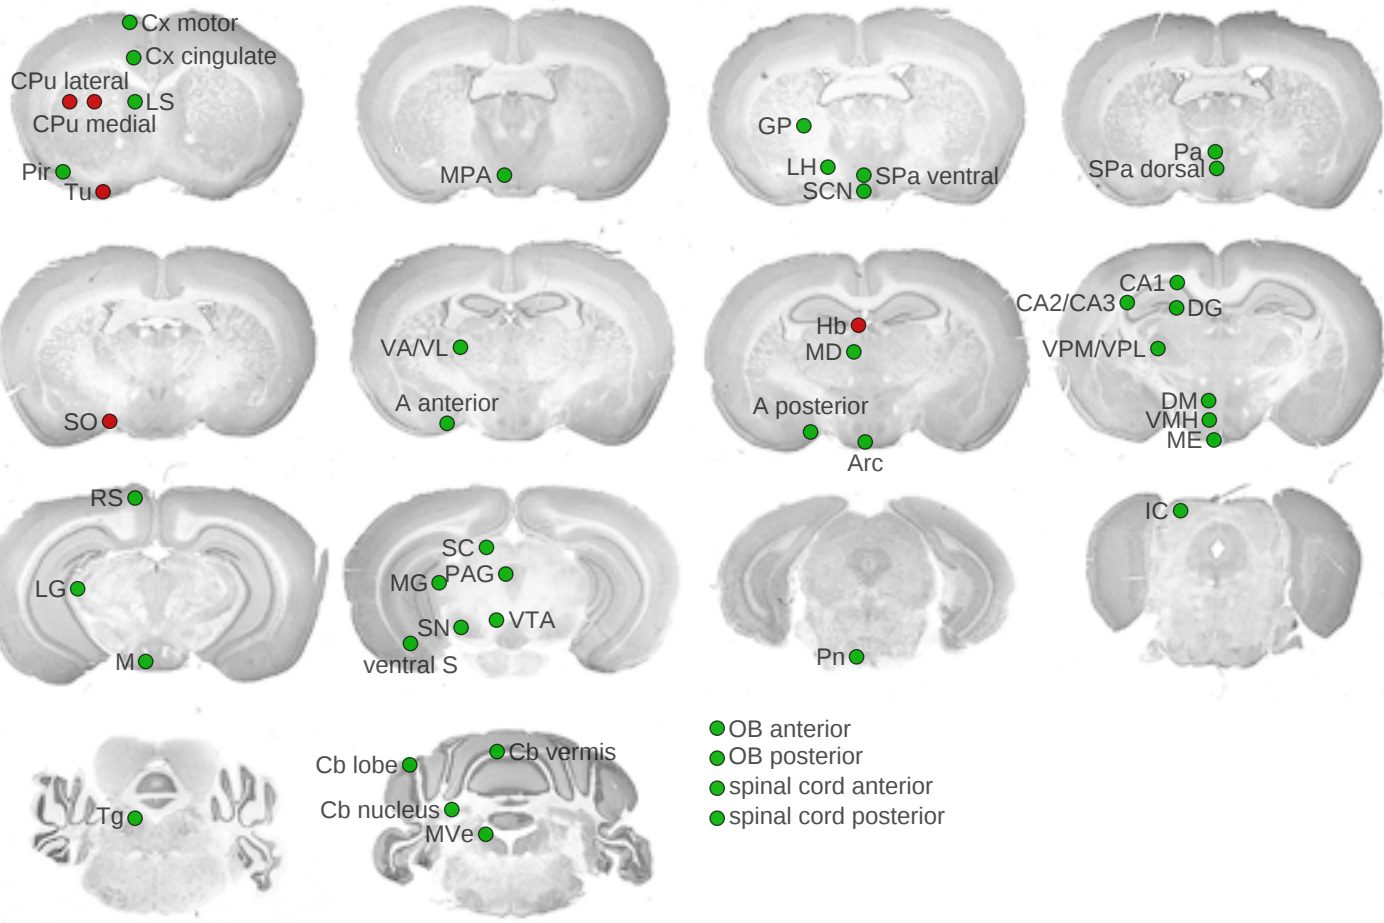 Cx motor
Cx cingulate
CPu lateral
LS
CPu medial
Pir
Tu
MPA
GP
LH
SPa ventral
SCN
Pa
SPa dorsal
SO
VA/VL
A anterior
Hb
MD
A posterior
Arc
CA1
CA2/CA3
DG
VPM/VPL
DM
VMH
ME
RS
LG
M
SC
MG
PAG
SN
VTA
ventral S
Pn
IC
Tg
Cb lobe
Cb vermis
Cb nucleus
MVe
OB anterior
OB posterior
spinal cord anterior
spinal cord posterior